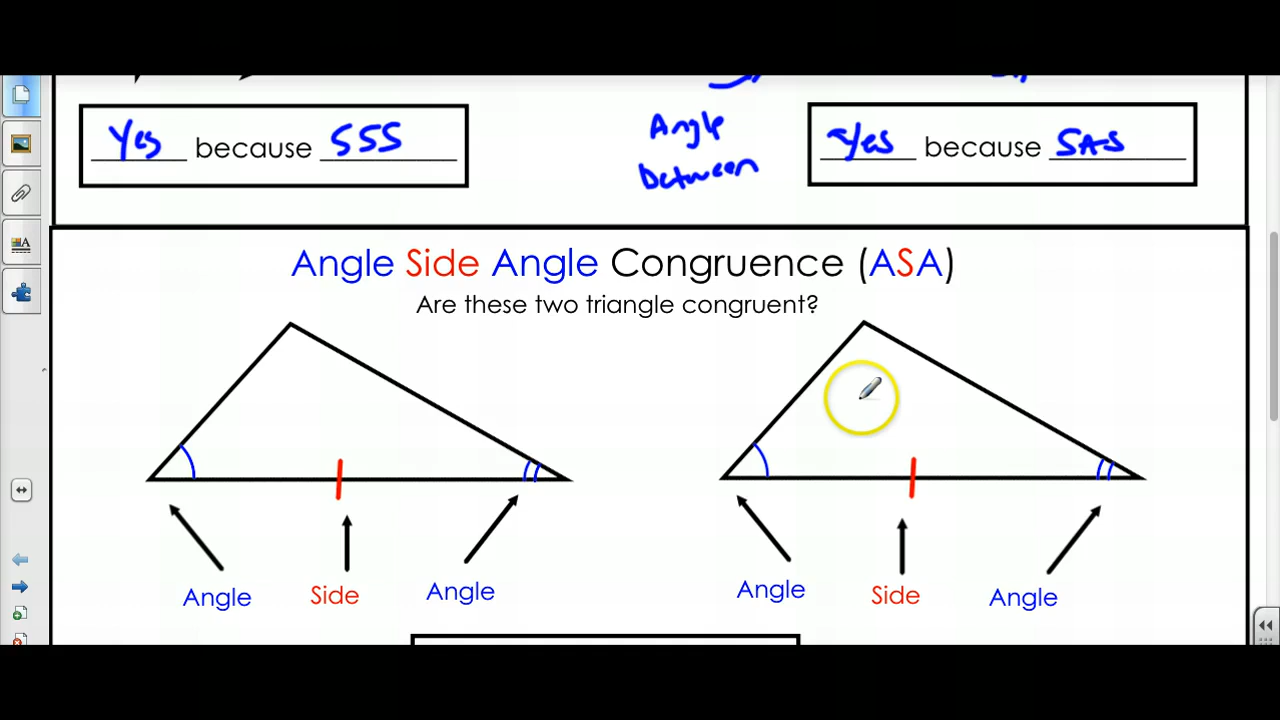 Yes because SSS
Angle
between
Yes because SAS
Angle Side Angle Congruence (ASA)
Are these two triangle congruent?
Angle Side Angle
Angle Side Angle